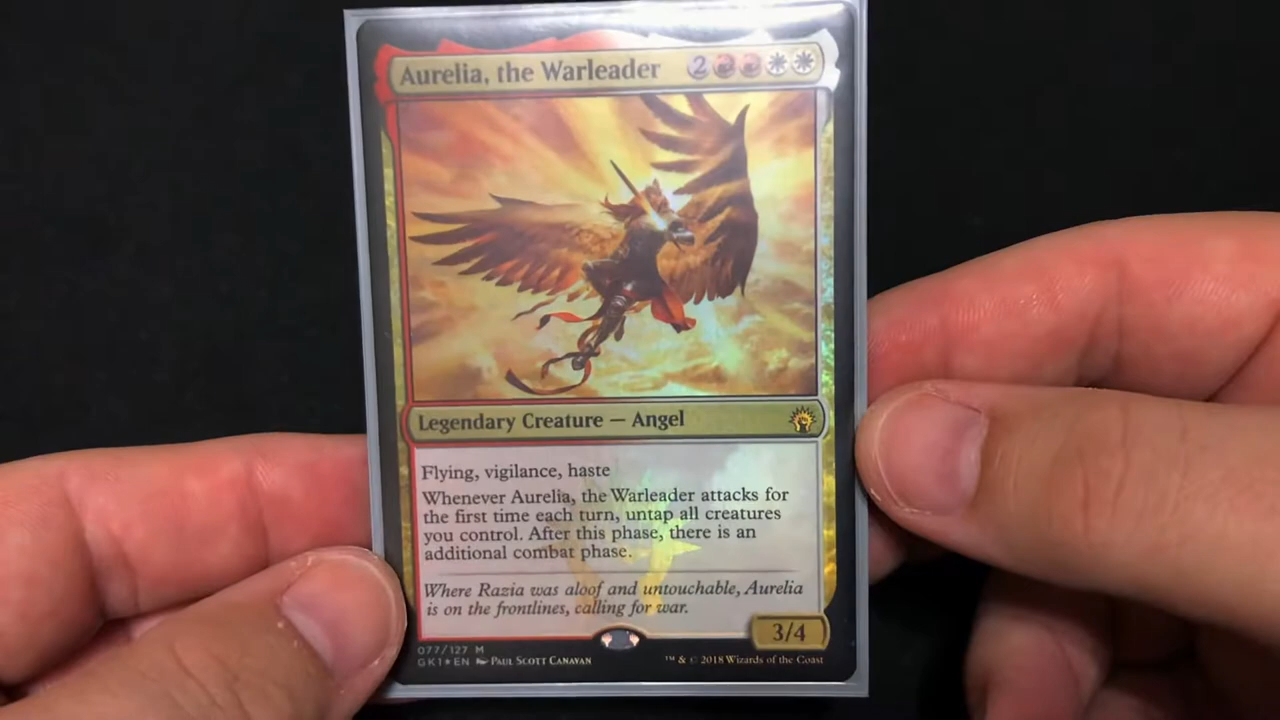 Aurelia, the Warleader 2
Legendary Creature — Angel
Flying, vigilance, haste
Whenever Aurelia, the Warleader attacks for
the first time each turn, untap all creatures
you control. After this phase, there is an
additional combat phase.
Where Razia was aloof and untouchable, Aurelia
is on the frontlines, calling for war.
3/4
077/127 M
GK1★EN Paul Scott Canavan
™ & © 2018 Wizards of the Coast